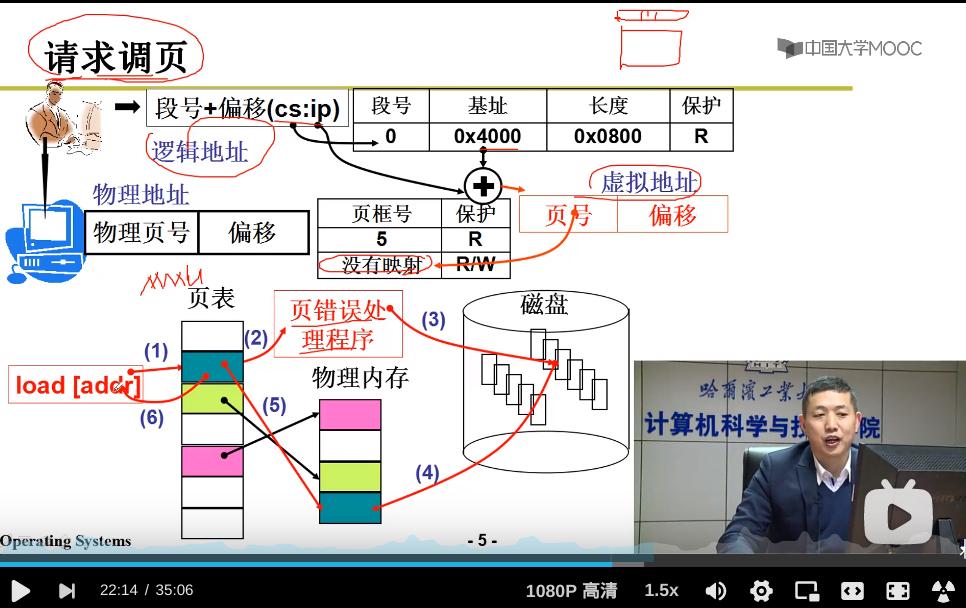 请求调页
中国大学MOOC
段号+偏移(cs:ip)
段号 基址 长度 保护
0 0x4000 0x0800 R
逻辑地址
物理地址
虚拟地址
物理页号 偏移
页框号 保护
5 R
没有映射 R/W
页号 偏移
页表
页错误处
理程序
磁盘
(1)
(2)
(3)
load [addr]
物理内存
(6)
(5)
(4)
哈尔滨工业大
计算机科学与技
院
Operating Systems
- 5 -
22:14 / 35:06
1080P 高清
1.5x